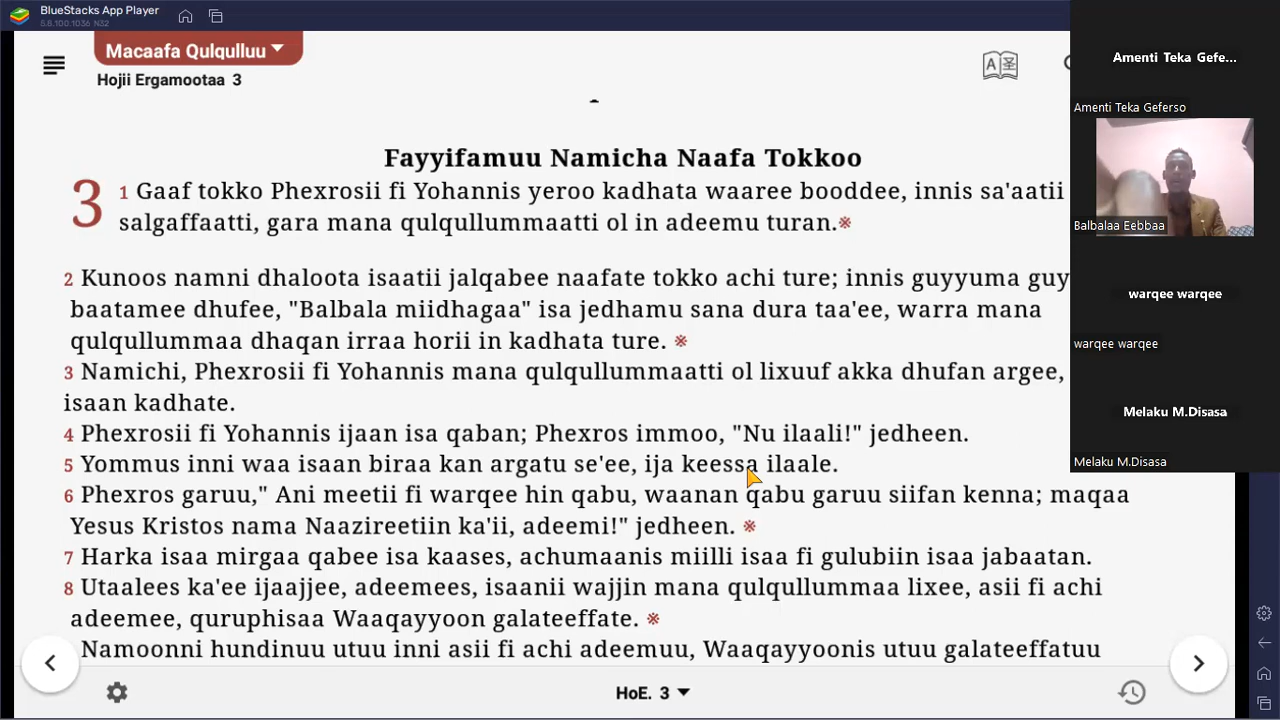 BlueStacks App Player
5.8.100.1036 N32
Macaafa Qulqulluu
Hojii Ergamootaa 3
Fayyifamuu Namicha Naafa Tokkoo
3
1 Gaaf tokko Phexrosii fi Yohannis yeroo kadhata waaree booddee, innis sa'aatii
salgaffaatti, gara mana qulqullummaatti ol in adeemu turan.※
2 Kunoos namni dhaloota isaatii jalqabee naafate tokko achi ture; innis guyyuma guy
baatamee dhufee, "Balbala miidhagaa" isa jedhamu sana dura taa'ee, warra mana
qulqullummaa dhaqan irraa horii in kadhata ture. ※
3 Namichi, Phexrosii fi Yohannis mana qulqullummaatti ol lixuuf akka dhufan argee,
isaan kadhate.
4 Phexrosii fi Yohannis ijaan isa qaban; Phexros immoo, "Nu ilaali!" jedheen.
5 Yommus inni waa isaan biraa kan argatu se'ee, ija keessa ilaale.
6 Phexros garuu," Ani meetii fi warqee hin qabu, waanan qabu garuu siifan kenna; maqaa
Yesus Kristos nama Naazireetiin ka'ii, adeemi!" jedheen. ※
7 Harka isaa mirgaa qabee isa kaases, achumaanis miilli isaa fi gulubiin isaa jabaatan.
8 Utaalees ka'ee ijaajjee, adeemees, isaanii wajjin mana qulqullummaa lixee, asii fi achi
adeemee, quruphisaa Waaqayyoon galateeffate. ※
Namoonni hundinuu utuu inni asii fi achi adeemuu, Waaqayyoonis utuu galateeffatuu
HoE. 3
Amenti Teka Gefe...
Amenti Teka Geferso
Balbalaa Eebbaa
warqee warqee
warqee warqee
Melaku M.Disasa
Melaku M.Disasa